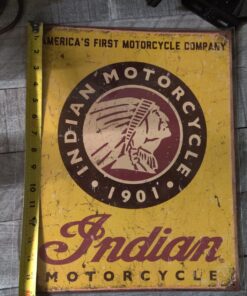 AMERICA'S FIRST MOTORCYCLE COMPANY
INDIAN MOTORCYCLE
• 1901 •
Indian
MOTORCYCLE